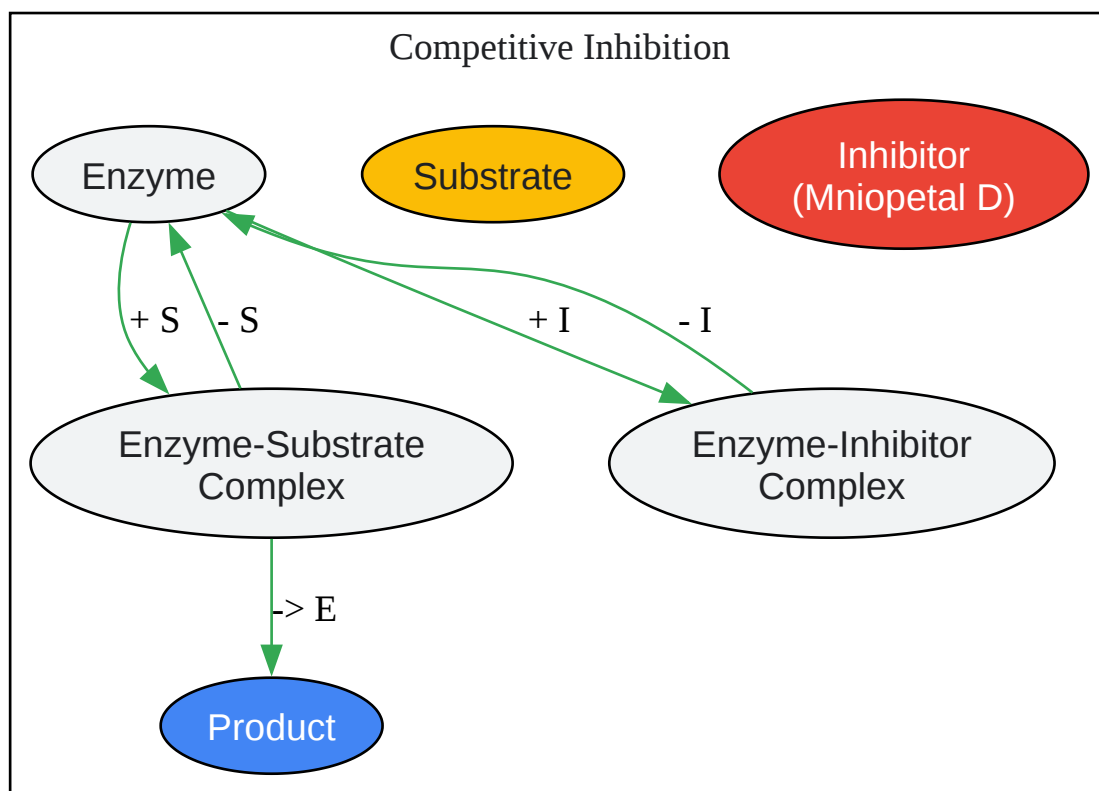 Competitive Inhibition
Enzyme
Substrate
Inhibitor
(Mniopetal D)
+ S
- S
+ I
- I
Enzyme-Substrate
Complex
Enzyme-Inhibitor
Complex
-> E
Product